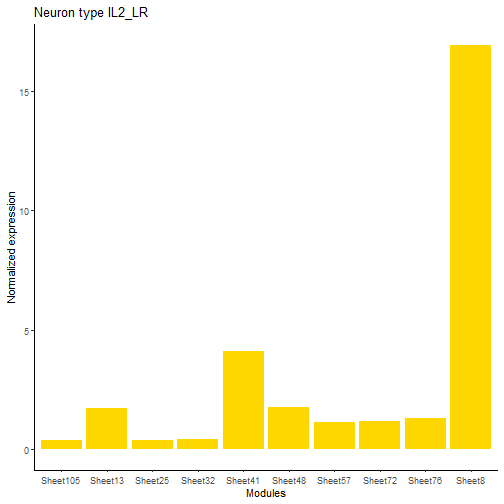 Neuron type IL2_LR
Normalized expression
15
10
5
0
Sheet105 Sheet13 Sheet25 Sheet32 Sheet41 Sheet48 Sheet57 Sheet72 Sheet76 Sheet8
Modules